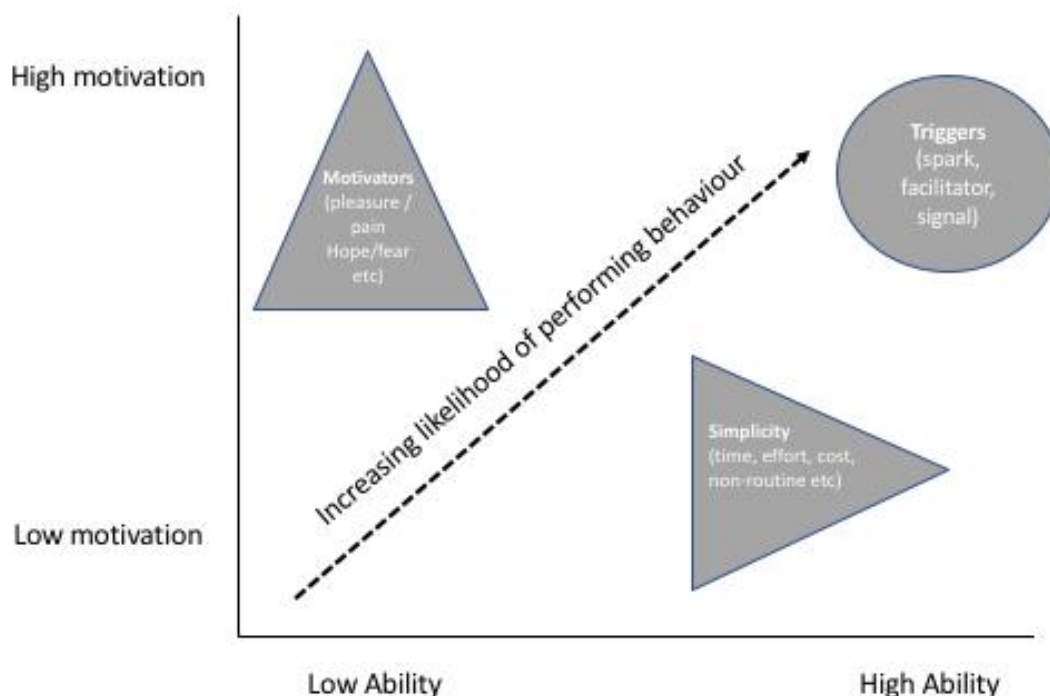 High motivation
Motivators
(pleasure /
pain
Hope/fear
etc)
Triggers
(spark,
facilitator,
signal)
Increasing likelihood of performing behaviour
Simplicity
(time, effort, cost,
non-routine etc)
Low motivation
Low Ability
High Ability